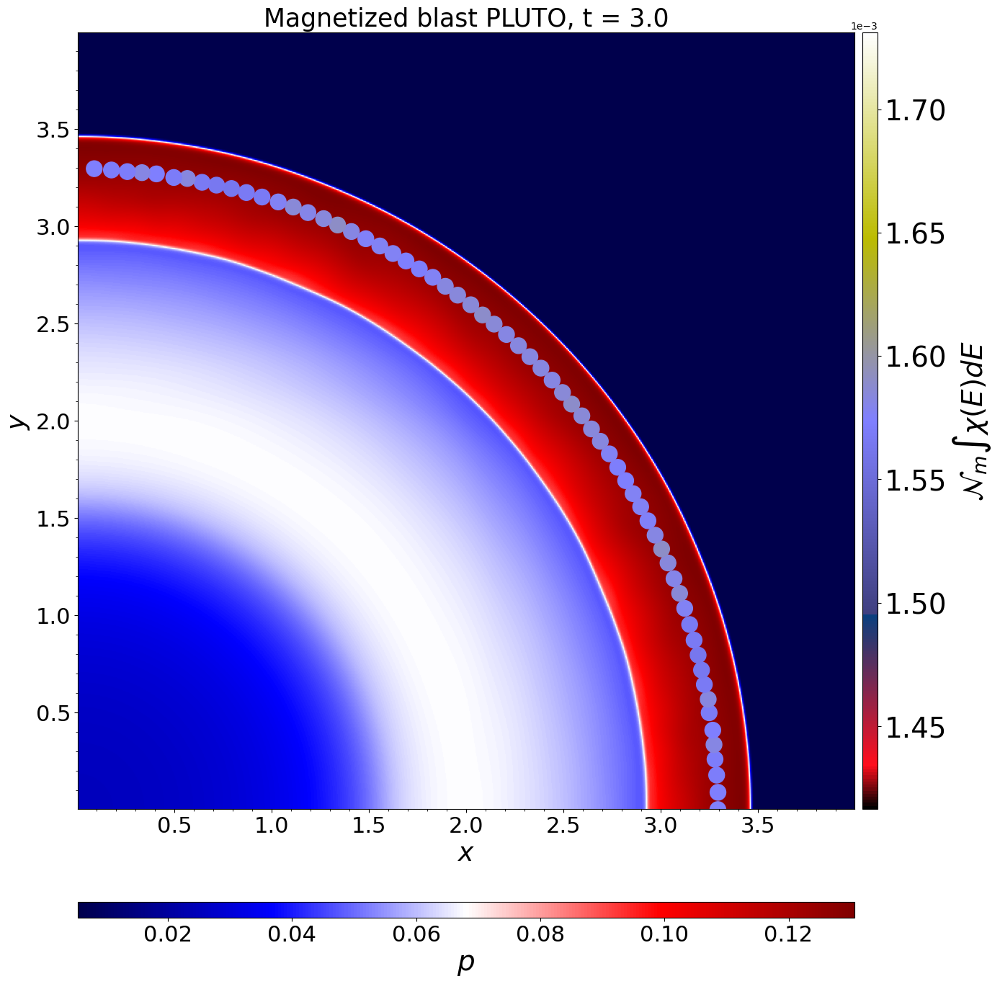 Magnetized blast PLUTO, t = 3.0
1e−3
3.5
3.0
2.5
2.0
1.5
1.0
0.5
y
0.5 1.0 1.5 2.0 2.5 3.0 3.5
x
1.70
1.65
1.60
1.55
1.50
1.45
𝒩ₘ∫χ(E)dE
0.02 0.04 0.06 0.08 0.10 0.12
p